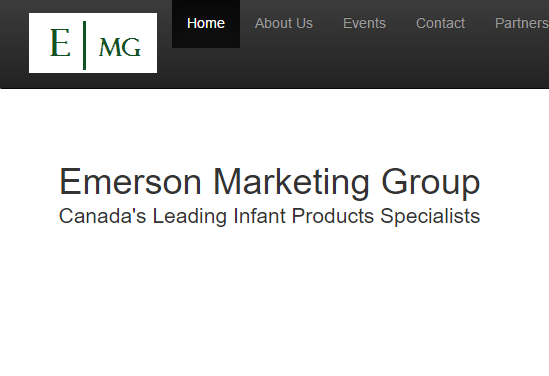 E | MG
Home About Us Events Contact Partners
Emerson Marketing Group
Canada's Leading Infant Products Specialists